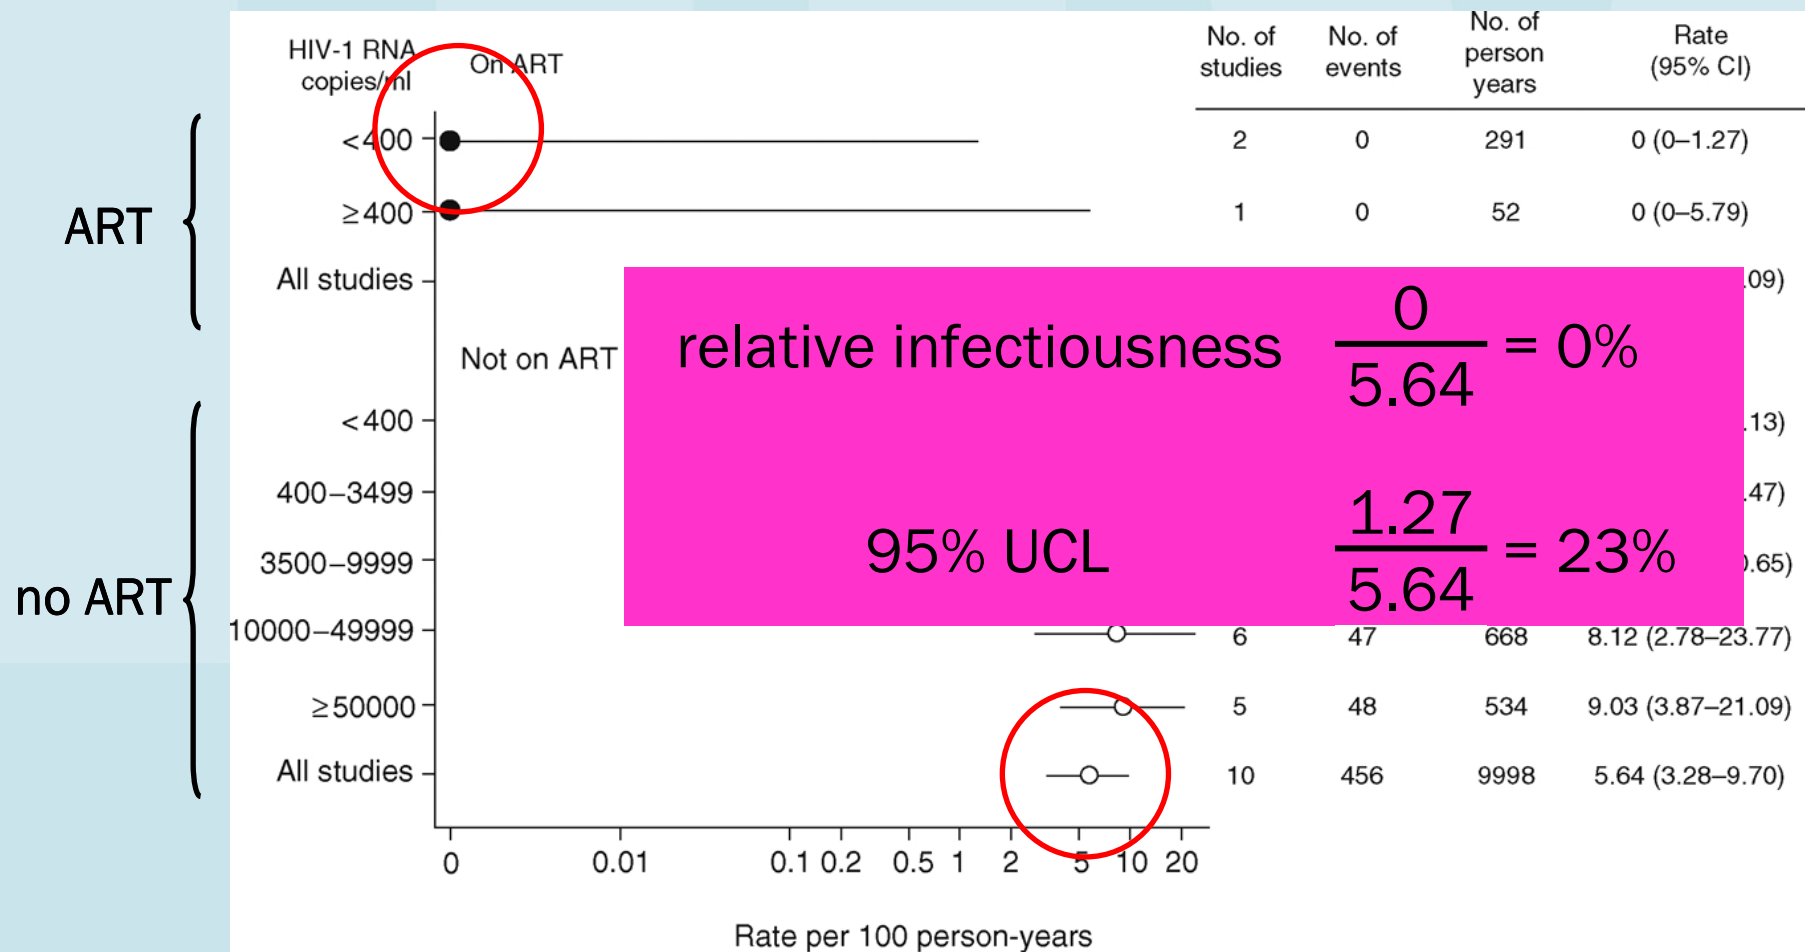 HIV-1 RNA
copies/ml
On ART
No. of
studies
No. of
events
No. of
person
years
Rate
(95% CI)
ART
<400 2 0 291 0 (0–1.27)
≥400 1 0 52 0 (0–5.79)
All studies .09)
Not on ART
relative infectiousness 0
5.64 = 0%
95% UCL 1.27
5.64 = 23%
no ART
<400 .13)
400–3499 .47)
3500–9999 .65)
10000–49999 6 47 668 8.12 (2.78–23.77)
≥50000 5 48 534 9.03 (3.87–21.09)
All studies 10 456 9998 5.64 (3.28–9.70)
0 0.01 0.1 0.2 0.5 1 2 5 10 20
Rate per 100 person-years